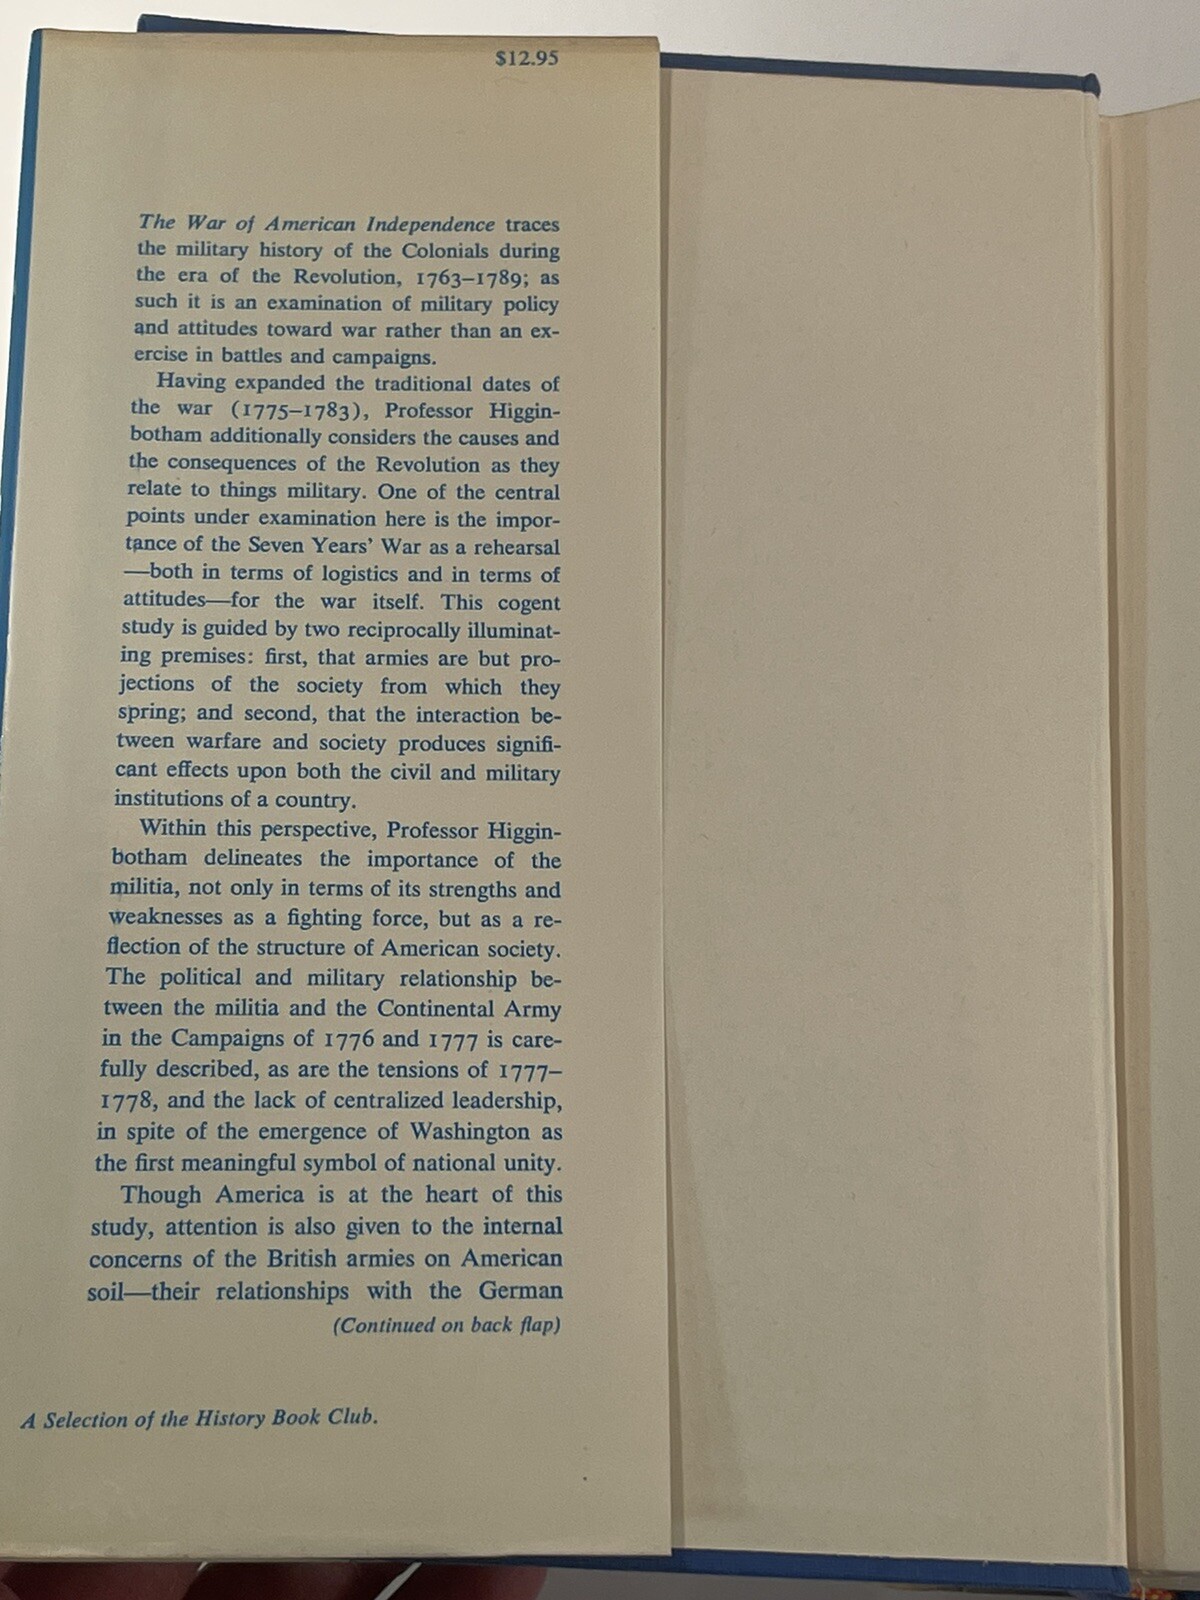 $12.95
The War of American Independence traces
the military history of the Colonials during
the era of the Revolution, 1763–1789; as
such it is an examination of military policy
and attitudes toward war rather than an ex-
ercise in battles and campaigns.
Having expanded the traditional dates of
the war (1775–1783), Professor Higgin-
botham additionally considers the causes and
the consequences of the Revolution as they
relate to things military. One of the central
points under examination here is the impor-
tance of the Seven Years' War as a rehearsal
—both in terms of logistics and in terms of
attitudes—for the war itself. This cogent
study is guided by two reciprocally illuminat-
ing premises: first, that armies are but pro-
jections of the society from which they
spring; and second, that the interaction be-
tween warfare and society produces signifi-
cant effects upon both the civil and military
institutions of a country.
Within this perspective, Professor Higgin-
botham delineates the importance of the
militia, not only in terms of its strengths and
weaknesses as a fighting force, but as a re-
flection of the structure of American society.
The political and military relationship be-
tween the militia and the Continental Army
in the Campaigns of 1776 and 1777 is care-
fully described, as are the tensions of 1777–
1778, and the lack of centralized leadership,
in spite of the emergence of Washington as
the first meaningful symbol of national unity.
Though America is at the heart of this
study, attention is also given to the internal
concerns of the British armies on American
soil—their relationships with the German
(Continued on back flap)
A Selection of the History Book Club.